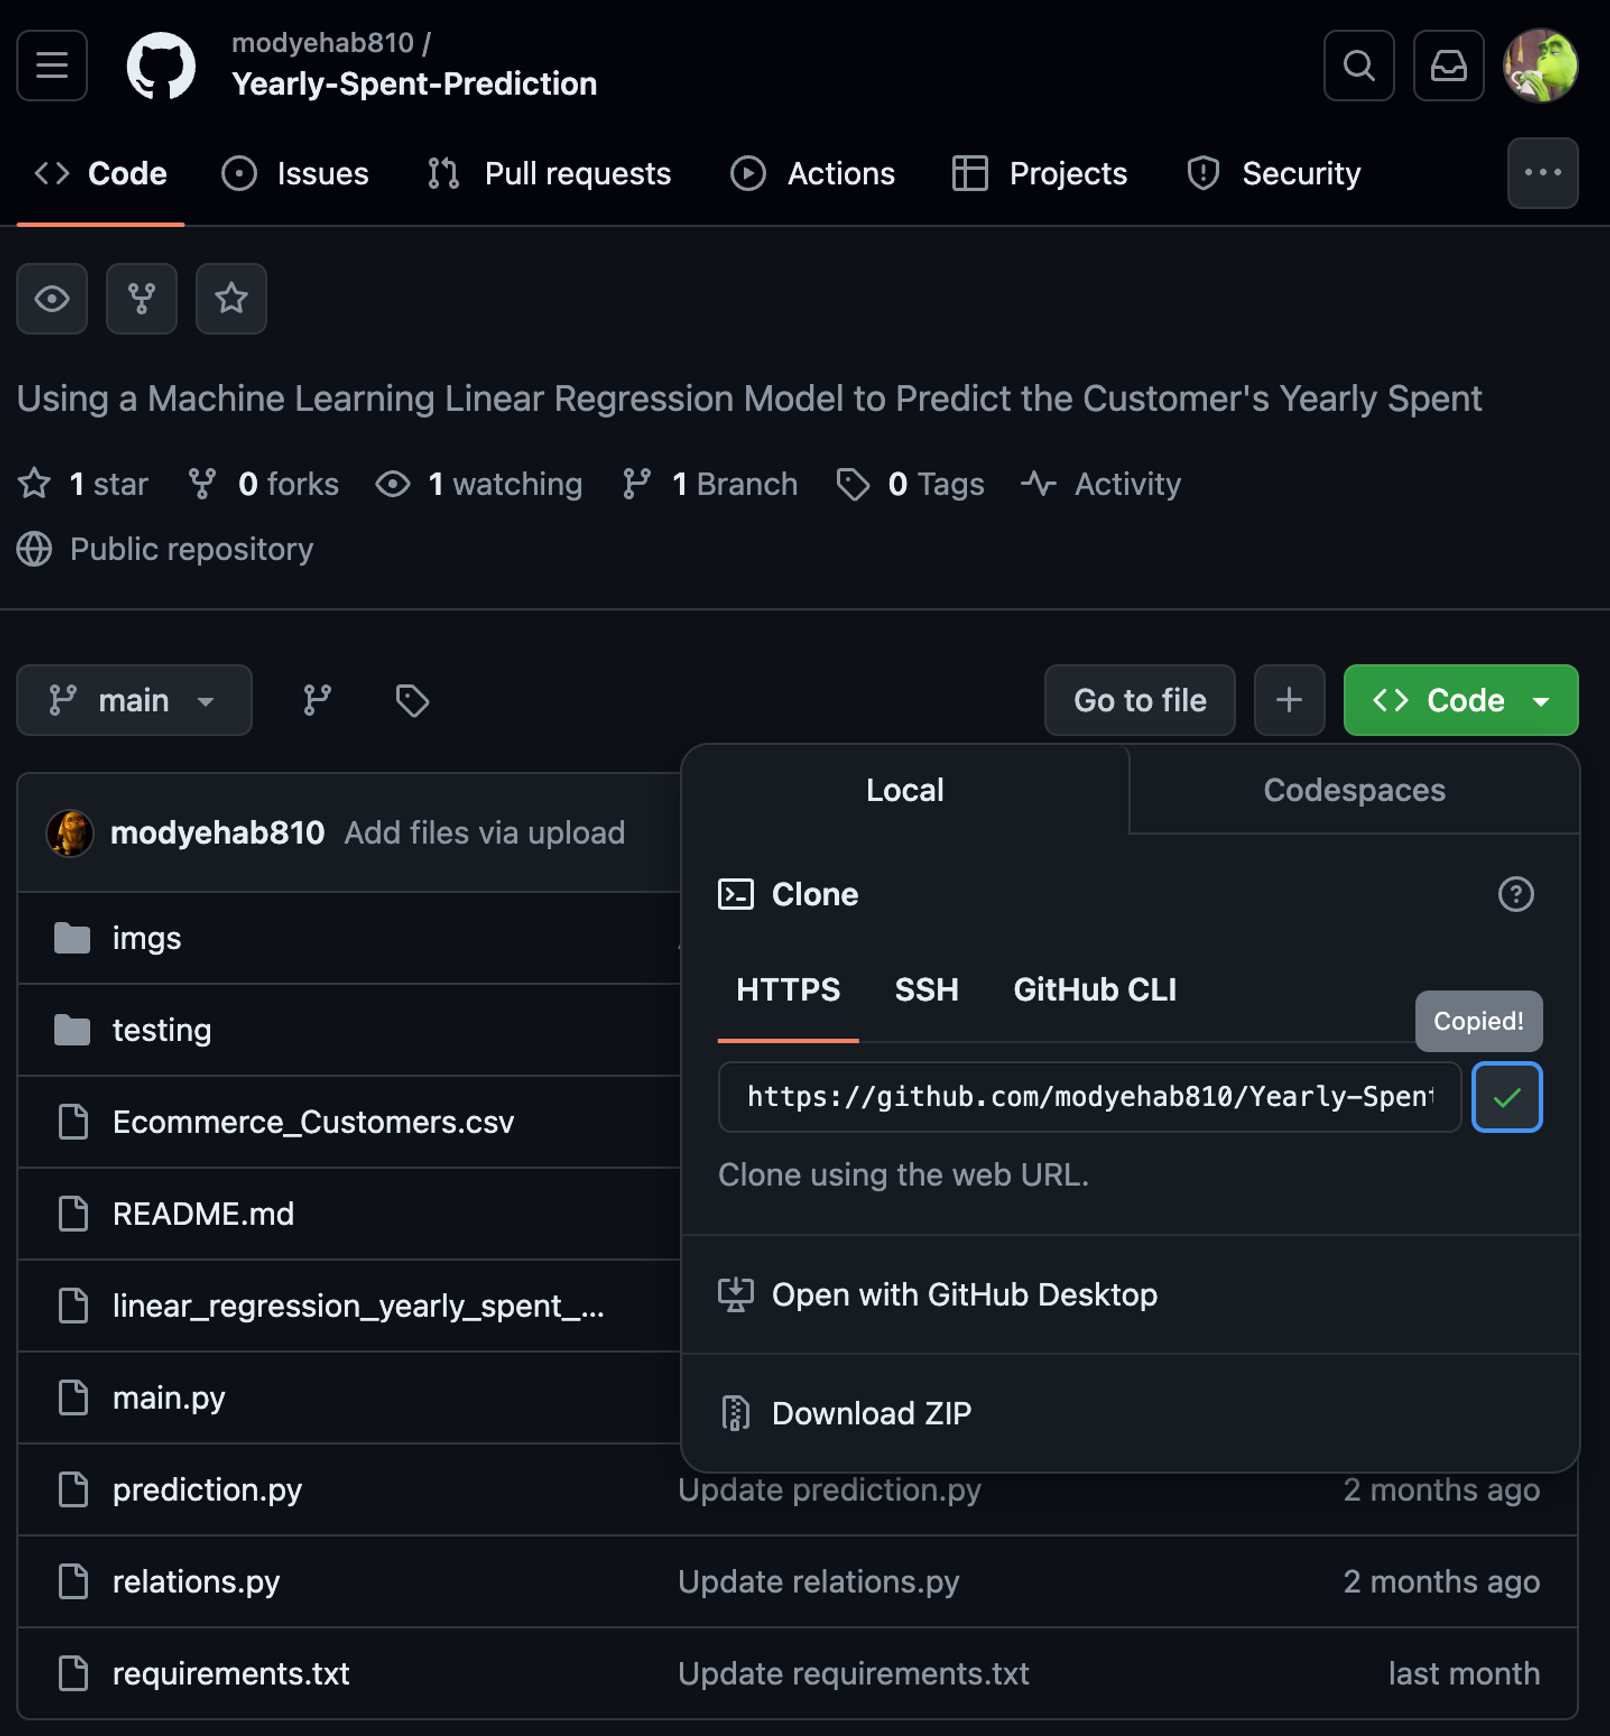 modyehab810 /
Yearly-Spent-Prediction
Code Issues Pull requests Actions Projects Security
Using a Machine Learning Linear Regression Model to Predict the Customer's Yearly Spent
1 star 0 forks 1 watching 1 Branch 0 Tags Activity
Public repository
main Go to file Code
Local Codespaces
modyehab810 Add files via upload
Clone
imgs
HTTPS SSH GitHub CLI
Copied!
testing
https://github.com/modyehab810/Yearly-Spent
Ecommerce_Customers.csv
Clone using the web URL.
README.md
Open with GitHub Desktop
linear_regression_yearly_spent_...
main.py
Download ZIP
prediction.py Update prediction.py 2 months ago
relations.py Update relations.py 2 months ago
requirements.txt Update requirements.txt last month